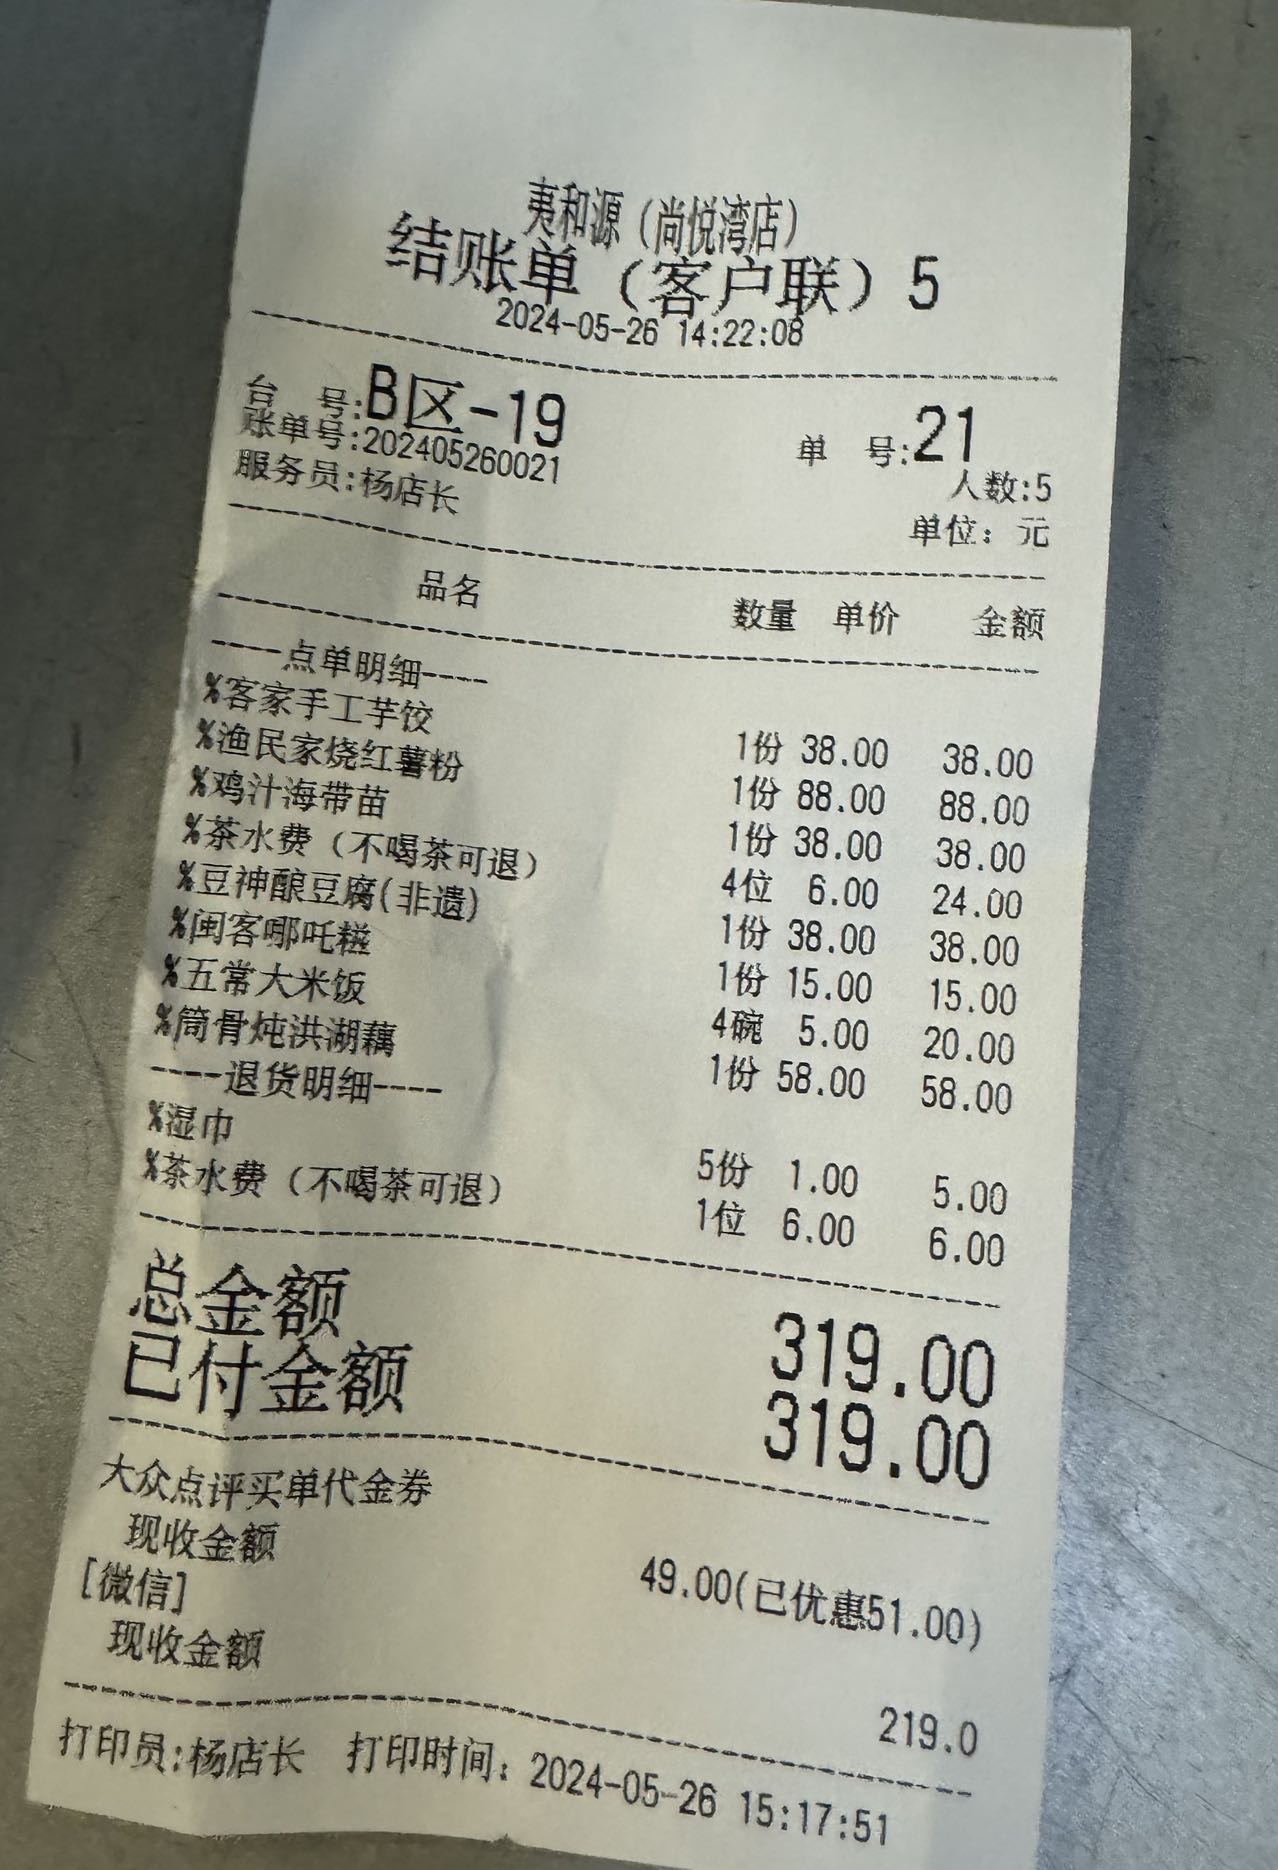 夷和源（尚悦湾店）
结账单（客户联）5
2024-05-26 14:22:08
台 号:B区-19 单 号:21
账单号:202405260021 人数:5
服务员:杨店长 单位：元
品名 数量 单价 金额
----点单明细----
%客家手工芋饺 1份 38.00 38.00
%渔民家烧红薯粉 1份 88.00 88.00
%鸡汁海带苗 1份 38.00 38.00
%茶水费（不喝茶可退） 4位 6.00 24.00
%豆神酿豆腐(非遗) 1份 38.00 38.00
%闽客哪吒糍 1份 15.00 15.00
%五常大米饭 4碗 5.00 20.00
%筒骨炖洪湖藕 1份 58.00 58.00
----退货明细----
%湿巾 5份 1.00 5.00
%茶水费（不喝茶可退） 1位 6.00 6.00
总金额 319.00
已付金额 319.00
大众点评买单代金券
现收金额 49.00(已优惠51.00)
[微信]
现收金额 219.0
打印员:杨店长 打印时间：2024-05-26 15:17:51